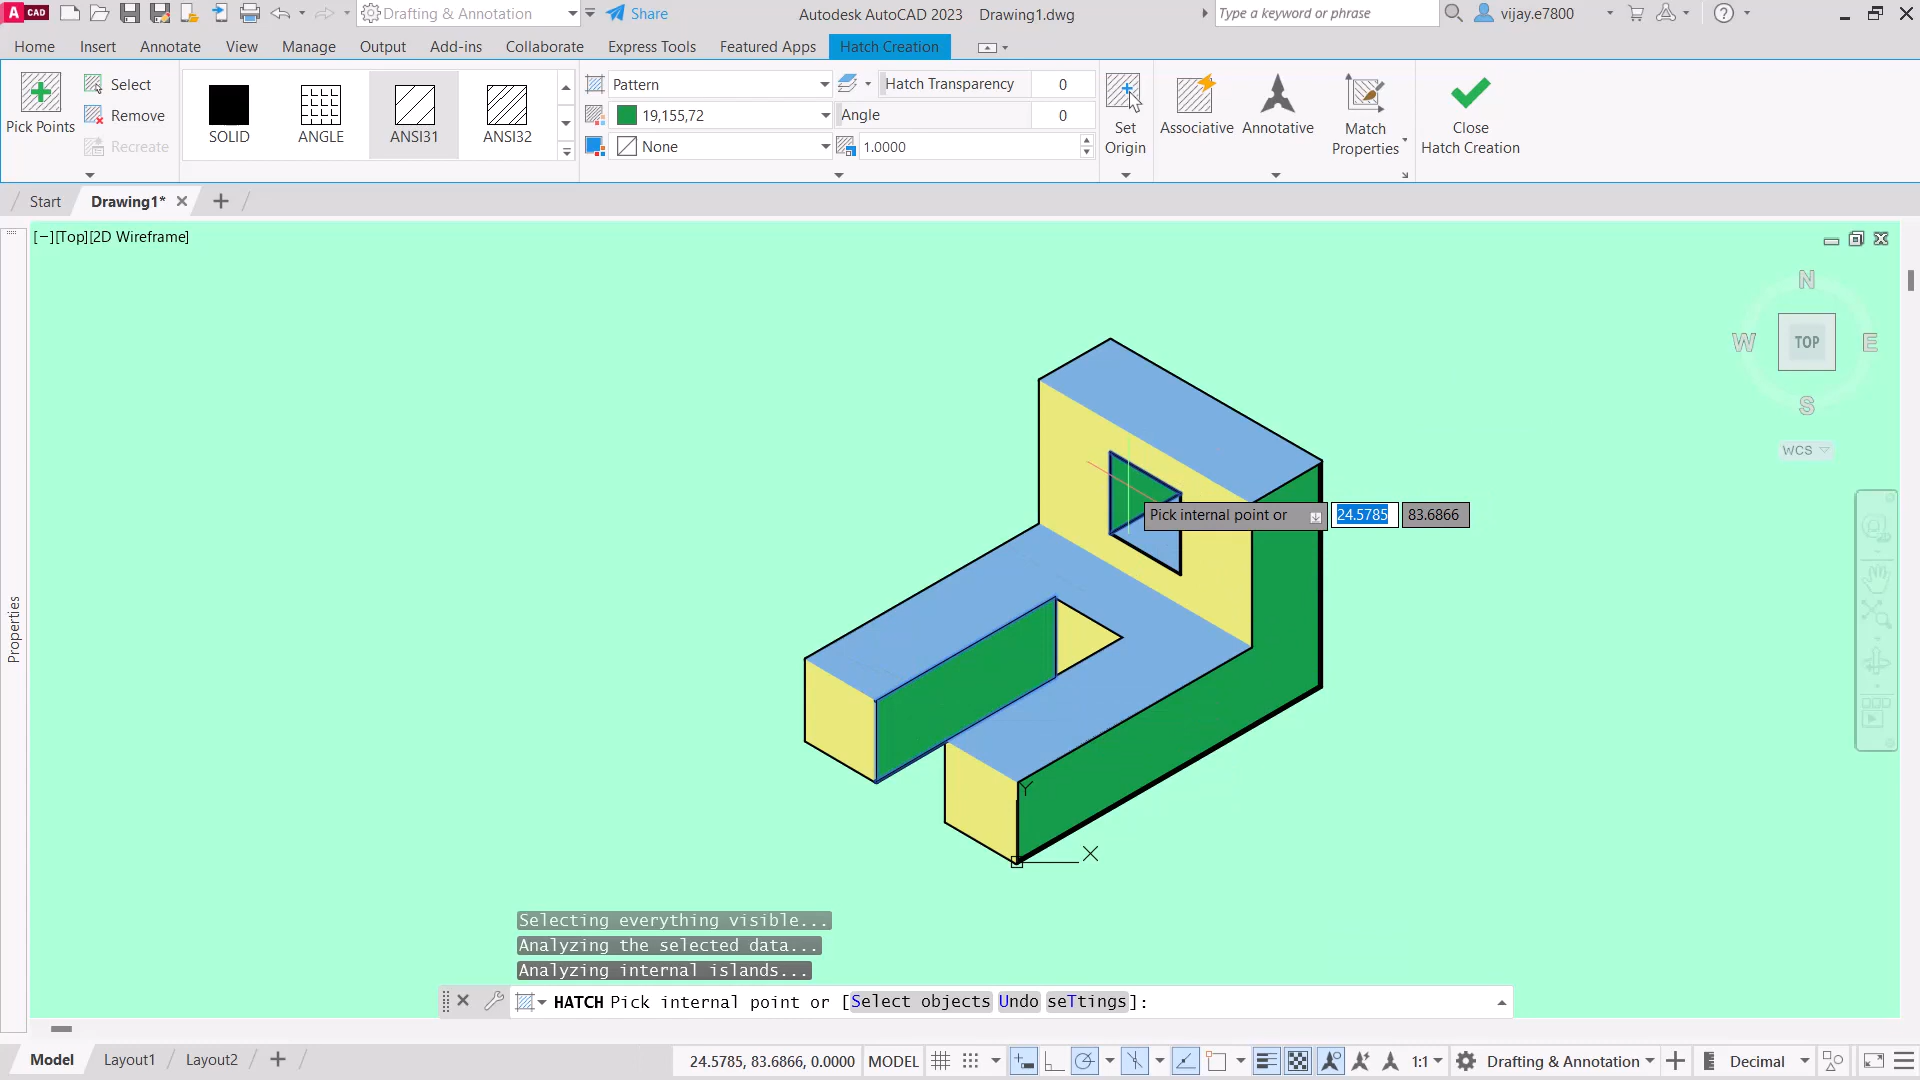 A CAD
Drafting & Annotation
Share
Autodesk AutoCAD 2023 Drawing1.dwg
Type a keyword or phrase
vijay.e7800
Home Insert Annotate View Manage Output Add-ins Collaborate Express Tools Featured Apps Hatch Creation
Pick Points
Select
Remove
Recreate
SOLID
ANGLE
ANSI31
ANSI32
Pattern
19,155,72
None
Hatch Transparency 0
Angle 0
1.0000
Set
Origin
Associative
Annotative
Match
Properties
Close
Hatch Creation
Start
Drawing1*
[−][Top][2D Wireframe]
N
W
TOP
E
S
WCS
Properties
Pick internal point or 24.5785 83.6866
Y
X
Selecting everything visible...
Analyzing the selected data...
Analyzing internal islands...
HATCH Pick internal point or [Select objects Undo seTtings]:
Model Layout1 Layout2
24.5785, 83.6866, 0.0000 MODEL
1:1
Drafting & Annotation
Decimal